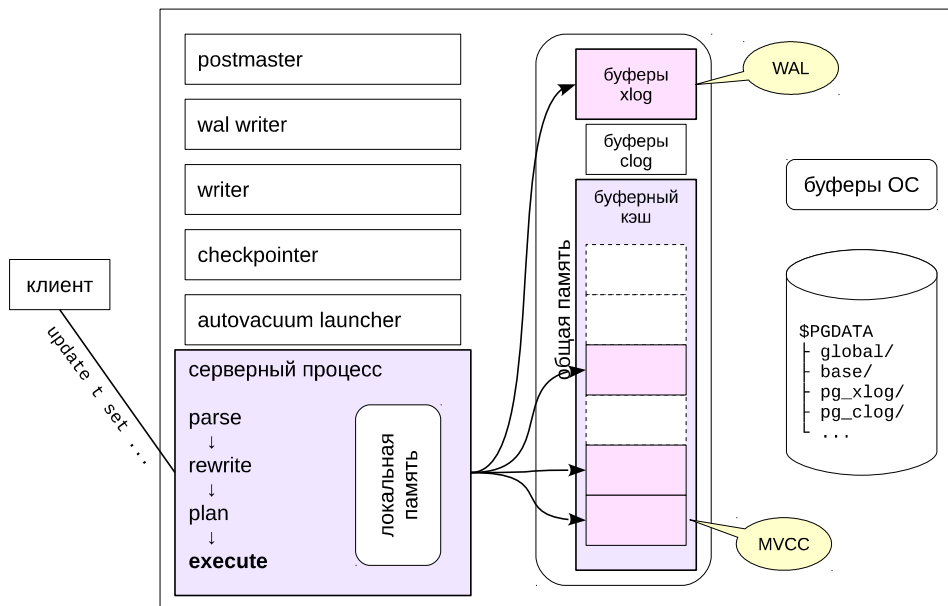 postmaster
wal writer
writer
checkpointer
autovacuum launcher
клиент
update t set ...
серверный процесс
parse
↓
rewrite
↓
plan
↓
execute
локальная
память
общая память
буферы
xlog
буферы
clog
буферный
кэш
WAL
MVCC
буферы ОС
$PGDATA
├ global/
├ base/
├ pg_xlog/
├ pg_clog/
└ ...